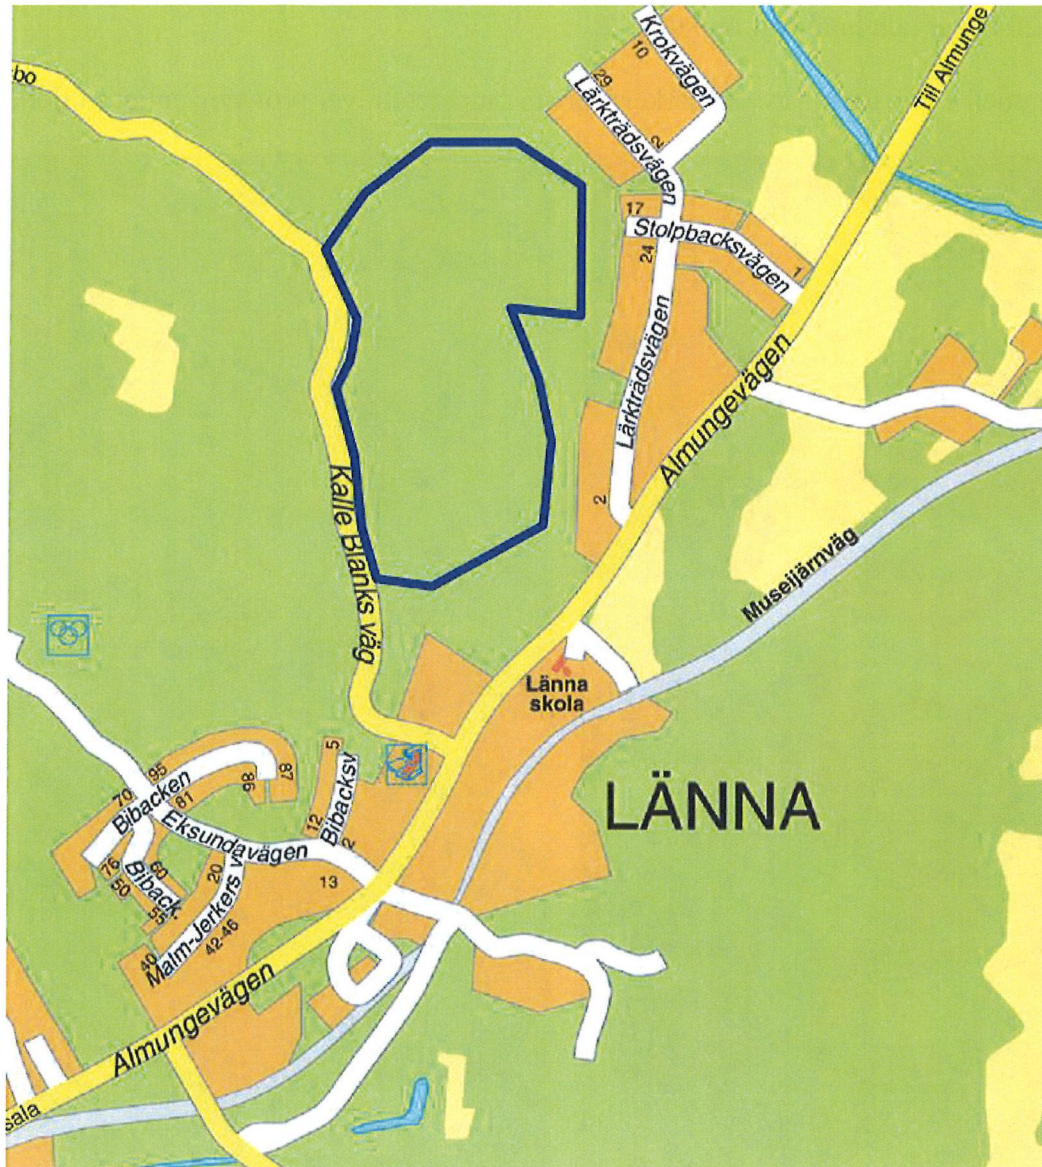 bo
Krokvägen
10
29
Lärkträdsvägen
2
Till Almunge
17
Stolpbacksvägen
1
24
Lärkträdsvägen
2
Almungevägen
Kalle Blanks väg
Museijärnväg
Länna
skola
LÄNNA
5
Bibacksv
12
2
95
87
86
81
70
Bibacken
Eksundavägen
76
50
60
Biback.
55
20
13
Malm-Jerkers v
42-46
40
Almungevägen
sala